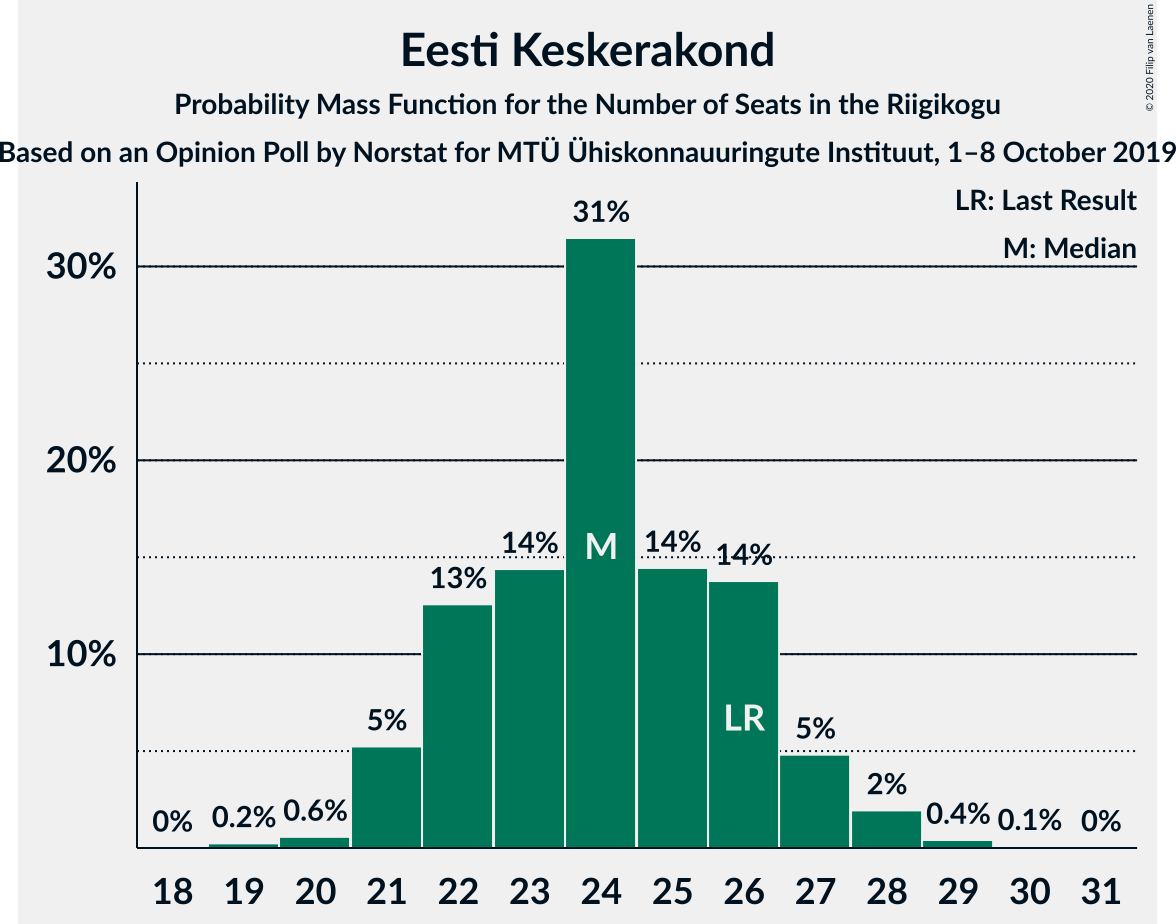 Eesti Keskerakond
Probability Mass Function for the Number of Seats in the Riigikogu
Based on an Opinion Poll by Norstat for MTÜ Ühiskonnauuringute Instituut, 1–8 October 2019
© 2020 Filip van Laenen
LR: Last Result
M: Median
30%
20%
10%
0%
0.2%
0.6%
5%
13%
14%
31%
14%
14%
5%
2%
0.4%
0.1%
0%
M
LR
18 19 20 21 22 23 24 25 26 27 28 29 30 31